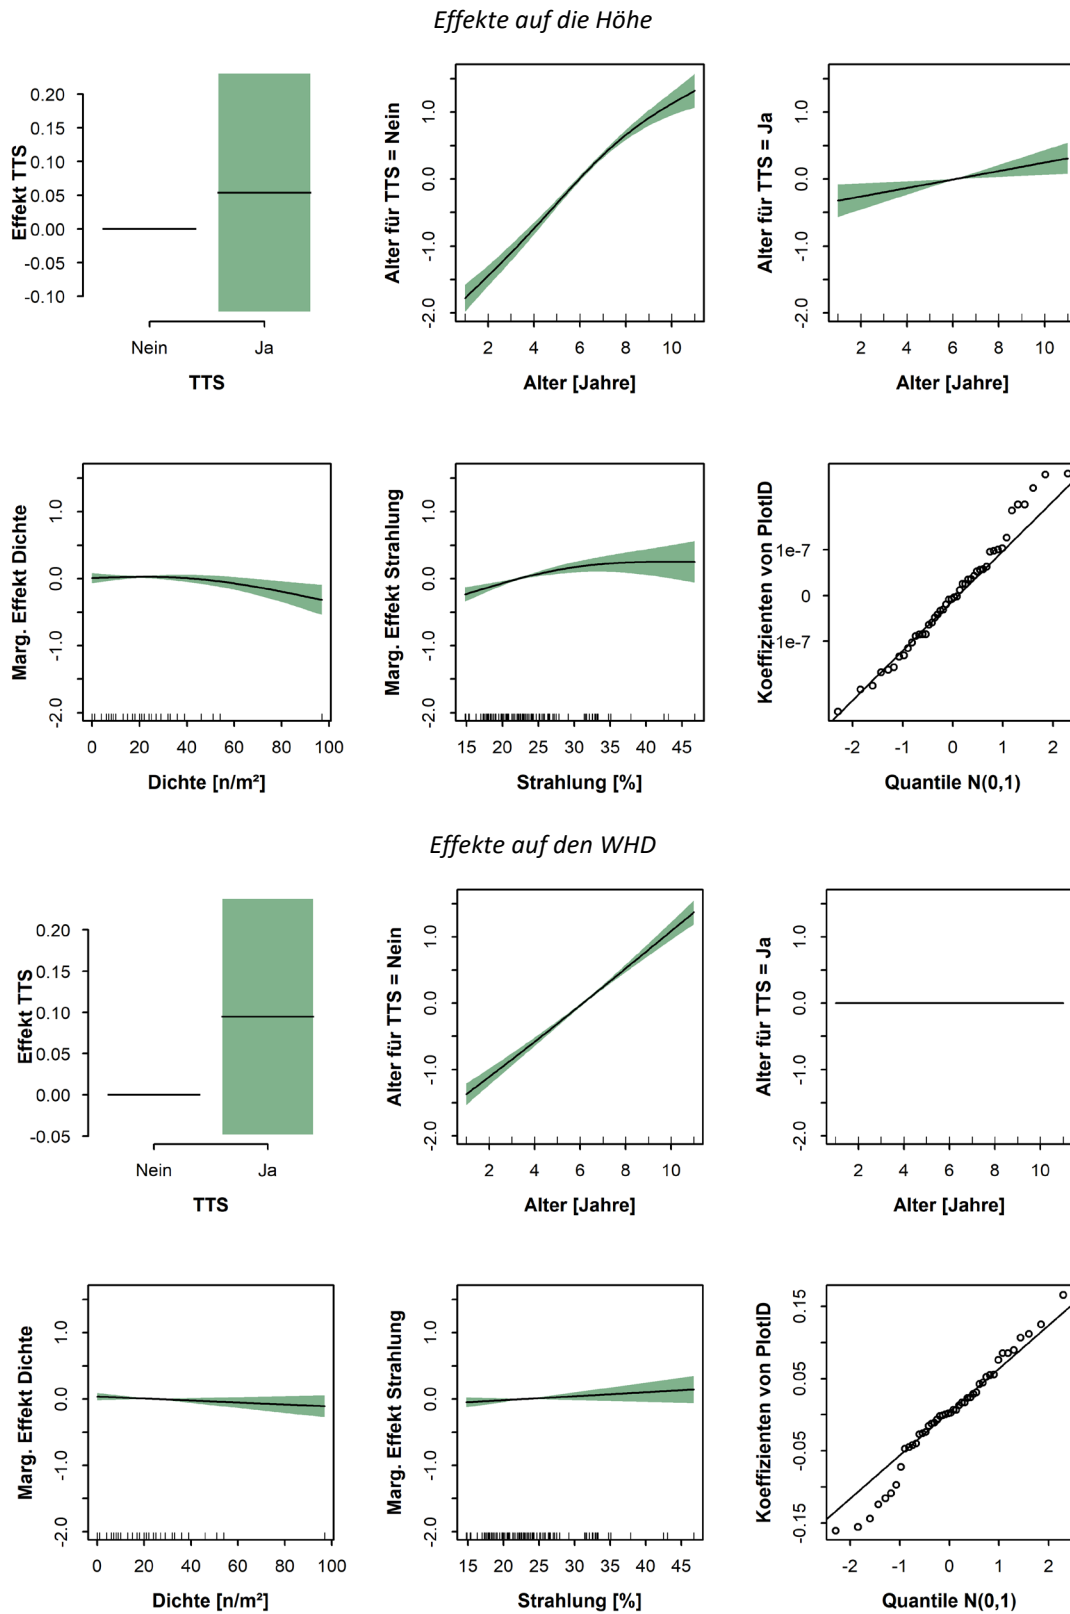 Effekte auf die Höhe
Effekt TTS
0.20
0.15
0.10
0.05
0.00
-0.05
-0.10
Nein Ja
TTS
Alter für TTS = Nein
1.0
0.0
-1.0
-2.0
2 4 6 8 10
Alter [Jahre]
Alter für TTS = Ja
1.0
0.0
-1.0
-2.0
2 4 6 8 10
Alter [Jahre]
Marg. Effekt Dichte
1.0
0.0
-1.0
-2.0
0 20 40 60 80 100
Dichte [n/m²]
Marg. Effekt Strahlung
1.0
0.0
-1.0
-2.0
15 20 25 30 35 40 45
Strahlung [%]
Koeffizienten von PlotID
1e-7
0
-1e-7
-2 -1 0 1 2
Quantile N(0,1)
Effekte auf den WHD
Effekt TTS
0.20
0.15
0.10
0.05
0.00
-0.05
Nein Ja
TTS
Alter für TTS = Nein
1.0
0.0
-1.0
-2.0
2 4 6 8 10
Alter [Jahre]
Alter für TTS = Ja
1.0
0.0
-1.0
-2.0
2 4 6 8 10
Alter [Jahre]
Marg. Effekt Dichte
1.0
0.0
-1.0
-2.0
0 20 40 60 80 100
Dichte [n/m²]
Marg. Effekt Strahlung
1.0
0.0
-1.0
-2.0
15 20 25 30 35 40 45
Strahlung [%]
Koeffizienten von PlotID
0.15
0.05
-0.05
-0.15
-2 -1 0 1 2
Quantile N(0,1)